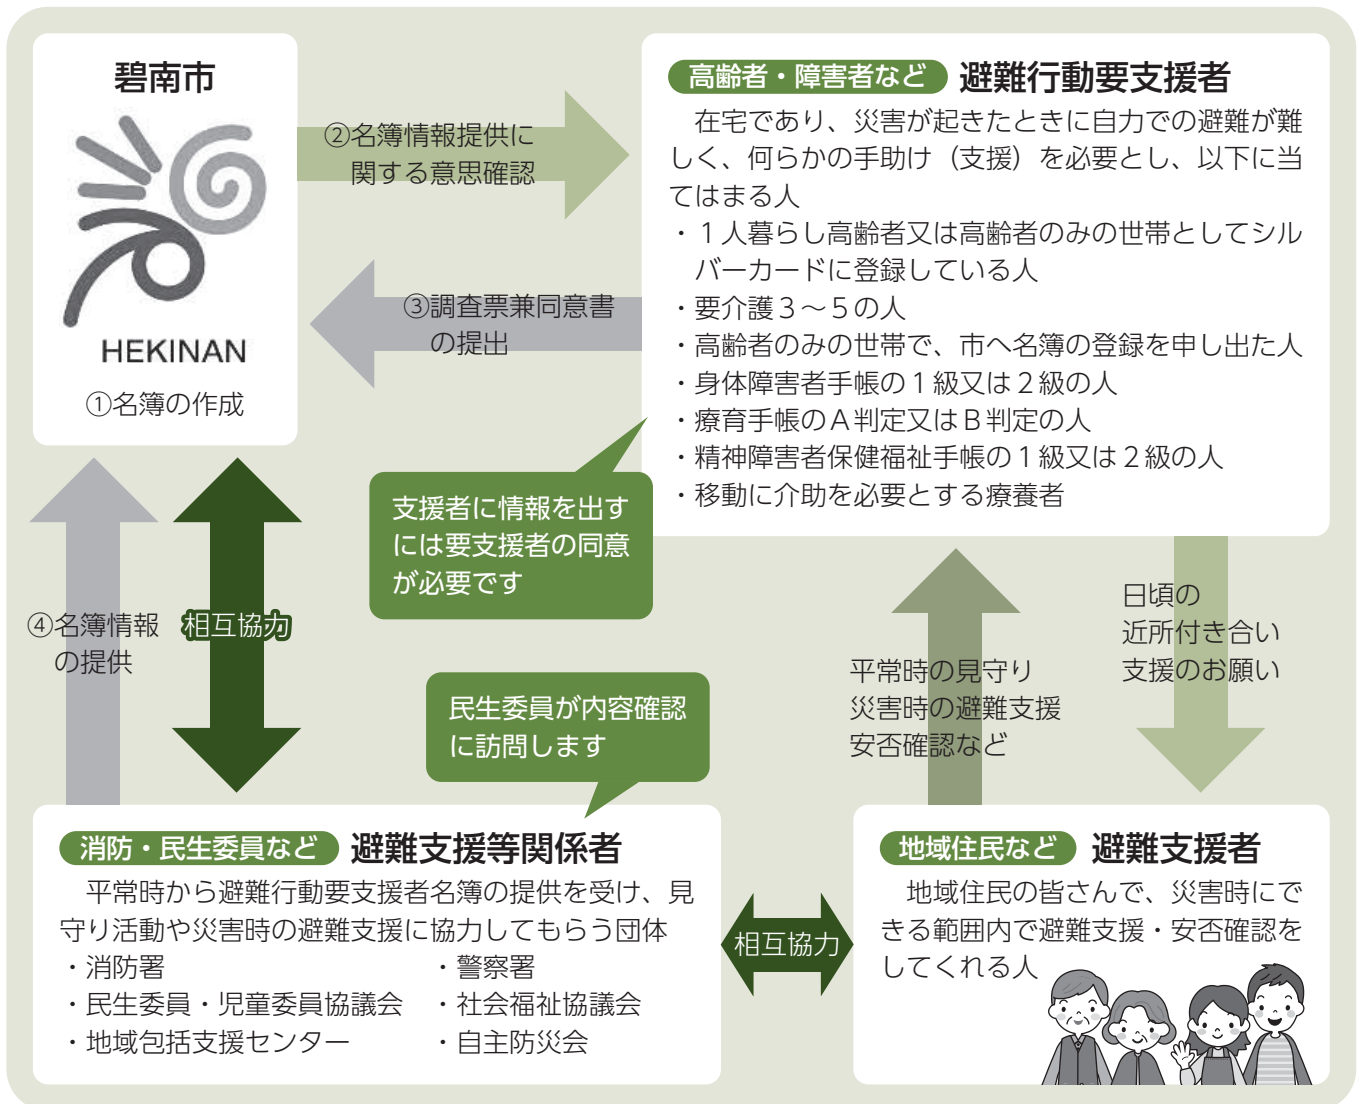 碧南市
HEKINAN
①名簿の作成
②名簿情報提供に
関する意思確認
③調査票兼同意書
の提出
高齢者・障害者など 避難行動要支援者
在宅であり、災害が起きたときに自力での避難が難
しく、何らかの手助け（支援）を必要とし、以下に当
てはまる人
・１人暮らし高齢者又は高齢者のみの世帯としてシル
バーカードに登録している人
・要介護３～５の人
・高齢者のみの世帯で、市へ名簿の登録を申し出た人
・身体障害者手帳の１級又は２級の人
・療育手帳のＡ判定又はＢ判定の人
・精神障害者保健福祉手帳の１級又は２級の人
・移動に介助を必要とする療養者
支援者に情報を出す
には要支援者の同意
が必要です
④名簿情報
の提供
相互協力
民生委員が内容確認
に訪問します
平常時の見守り
災害時の避難支援
安否確認など
日頃の
近所付き合い
支援のお願い
消防・民生委員など 避難支援等関係者
平常時から避難行動要支援者名簿の提供を受け、見
守り活動や災害時の避難支援に協力してもらう団体
・消防署 ・警察署
・民生委員・児童委員協議会 ・社会福祉協議会
・地域包括支援センター ・自主防災会
相互協力
地域住民など 避難支援者
地域住民の皆さんで、災害時にで
きる範囲内で避難支援・安否確認を
してくれる人